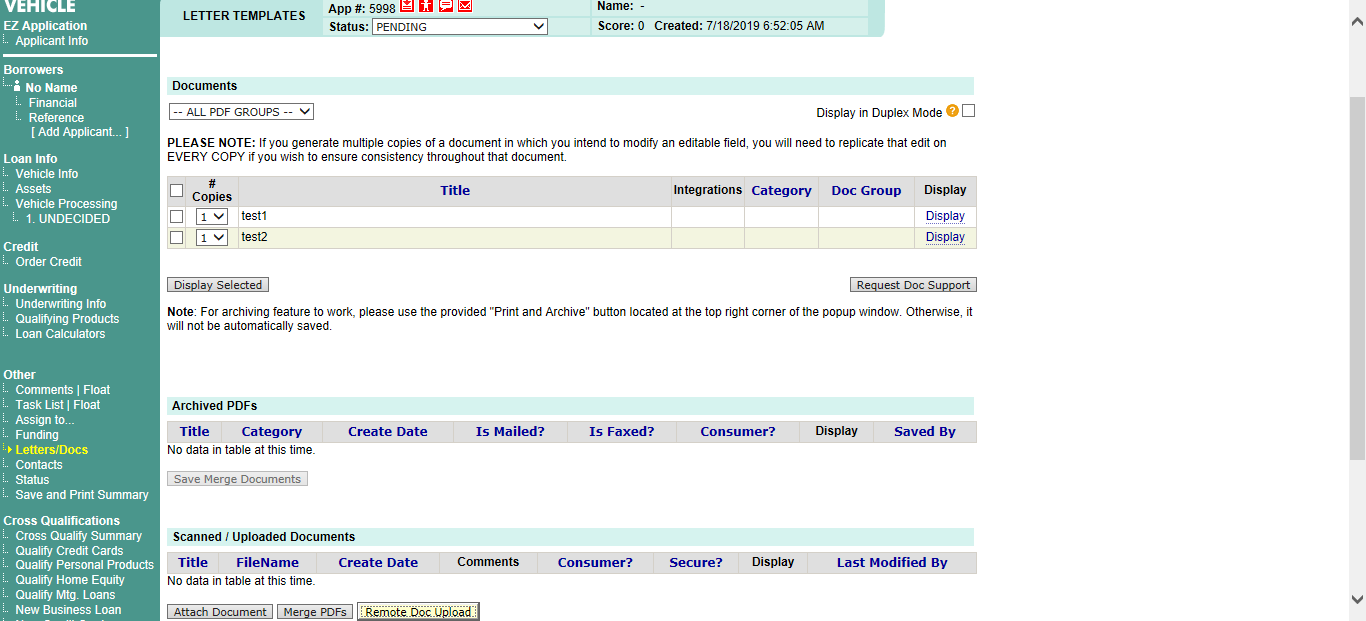 VEHICLE
EZ Application
Applicant Info
Borrowers
No Name
Financial
Reference
[ Add Applicant... ]
Loan Info
Vehicle Info
Assets
Vehicle Processing
1. UNDECIDED
Credit
Order Credit
Underwriting
Underwriting Info
Qualifying Products
Loan Calculators
Other
Comments | Float
Task List | Float
Assign to...
Funding
Letters/Docs
Contacts
Status
Save and Print Summary
Cross Qualifications
Cross Qualify Summary
Qualify Credit Cards
Qualify Personal Products
Qualify Home Equity
Qualify Mtg. Loans
New Business Loan
LETTER TEMPLATES
App #: 5998
Name: -
Status: PENDING
Score: 0 Created: 7/18/2019 6:52:05 AM
Documents
-- ALL PDF GROUPS --
Display in Duplex Mode ?
PLEASE NOTE: If you generate multiple copies of a document in which you intend to modify an editable field, you will need to replicate that edit on
EVERY COPY if you wish to ensure consistency throughout that document.
# Copies Title Integrations Category Doc Group Display
1 test1 Display
1 test2 Display
Display Selected
Request Doc Support
Note: For archiving feature to work, please use the provided "Print and Archive" button located at the top right corner of the popup window. Otherwise, it
will not be automatically saved.
Archived PDFs
Title Category Create Date Is Mailed? Is Faxed? Consumer? Display Saved By
No data in table at this time.
Save Merge Documents
Scanned / Uploaded Documents
Title FileName Create Date Comments Consumer? Secure? Display Last Modified By
No data in table at this time.
Attach Document Merge PDFs Remote Doc Upload